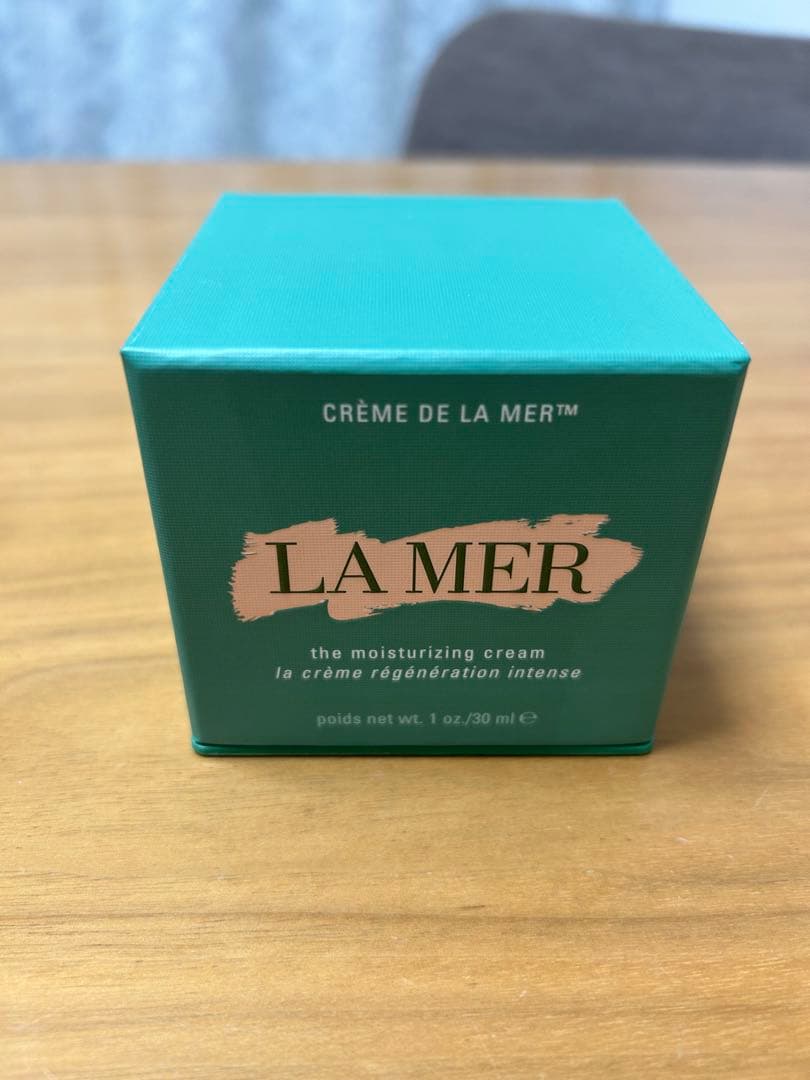 CRÈME DE LA MER™
LA MER
the moisturizing cream
la crème régénération intense
poids net wt. 1 oz./30 ml ℮